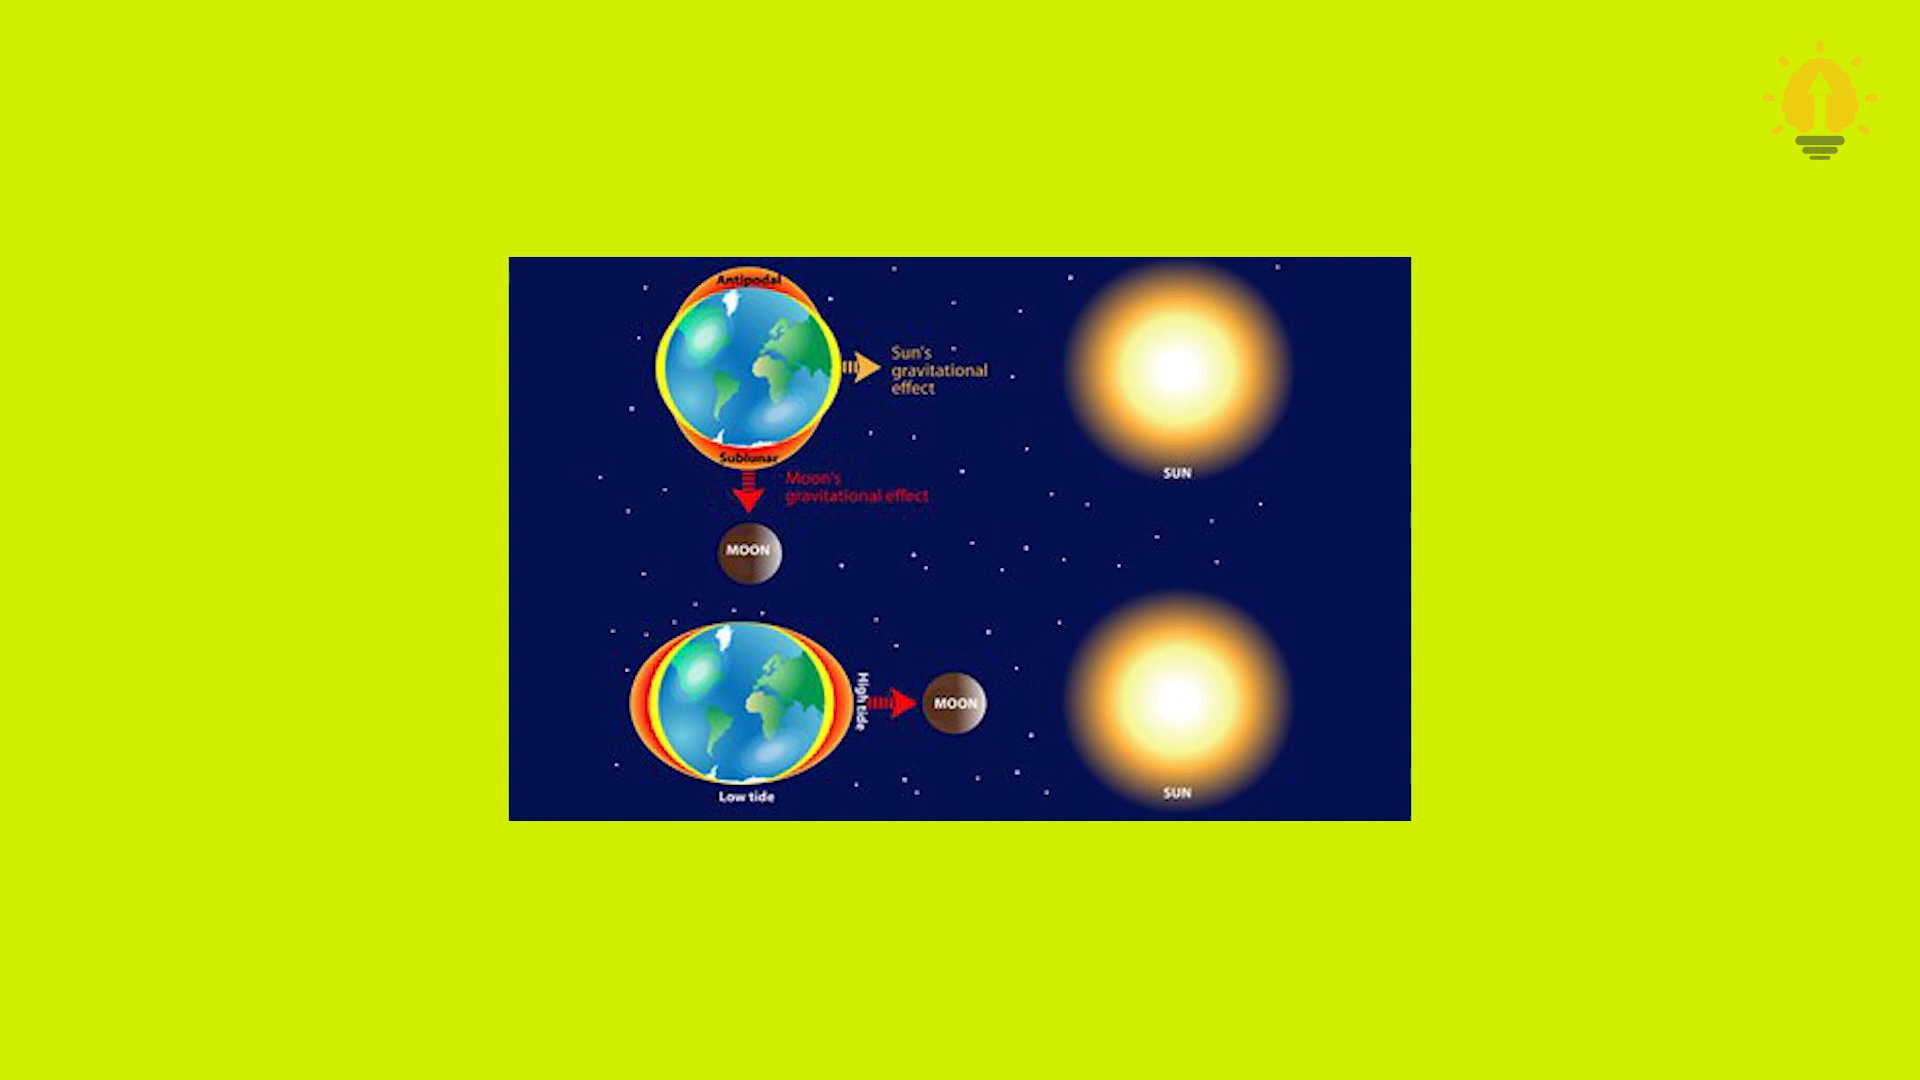 Antipodal
Sun's
gravitational
effect
SUN
Sublunar
Moon's
gravitational effect
MOON
High tide
MOON
Low tide
SUN